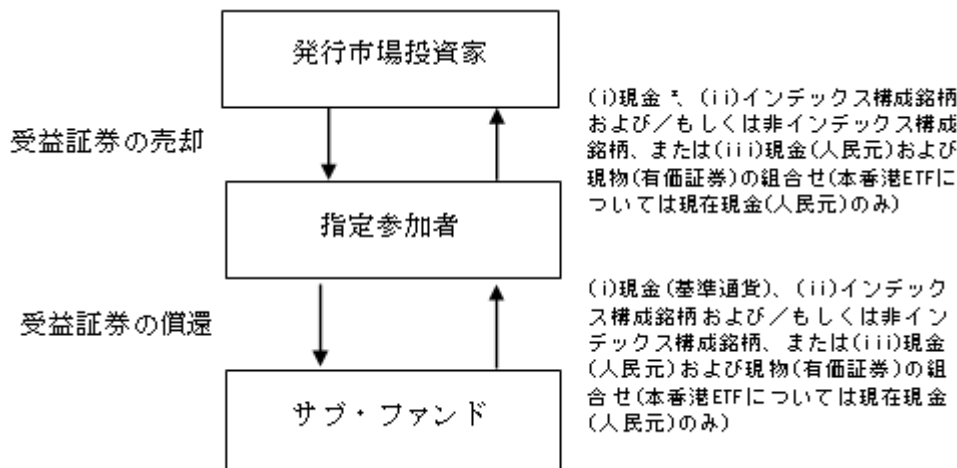 発行市場投資家
受益証券の売却
(i)現金*、(ii)インデックス構成銘柄
および／もしくは非インデックス構成
銘柄、または(iii)現金(人民元)および
現物(有価証券)の組合せ(本香港ETFに
ついては現在現金(人民元)のみ)
指定参加者
受益証券の償還
(i)現金(基準通貨)、(ii)インデック
ス構成銘柄および／もしくは非イン
デックス構成銘柄、または(iii)現金
(人民元)および現物(有価証券)の組
合せ(本香港ETFについては現在現金
(人民元)のみ)
サブ・ファンド